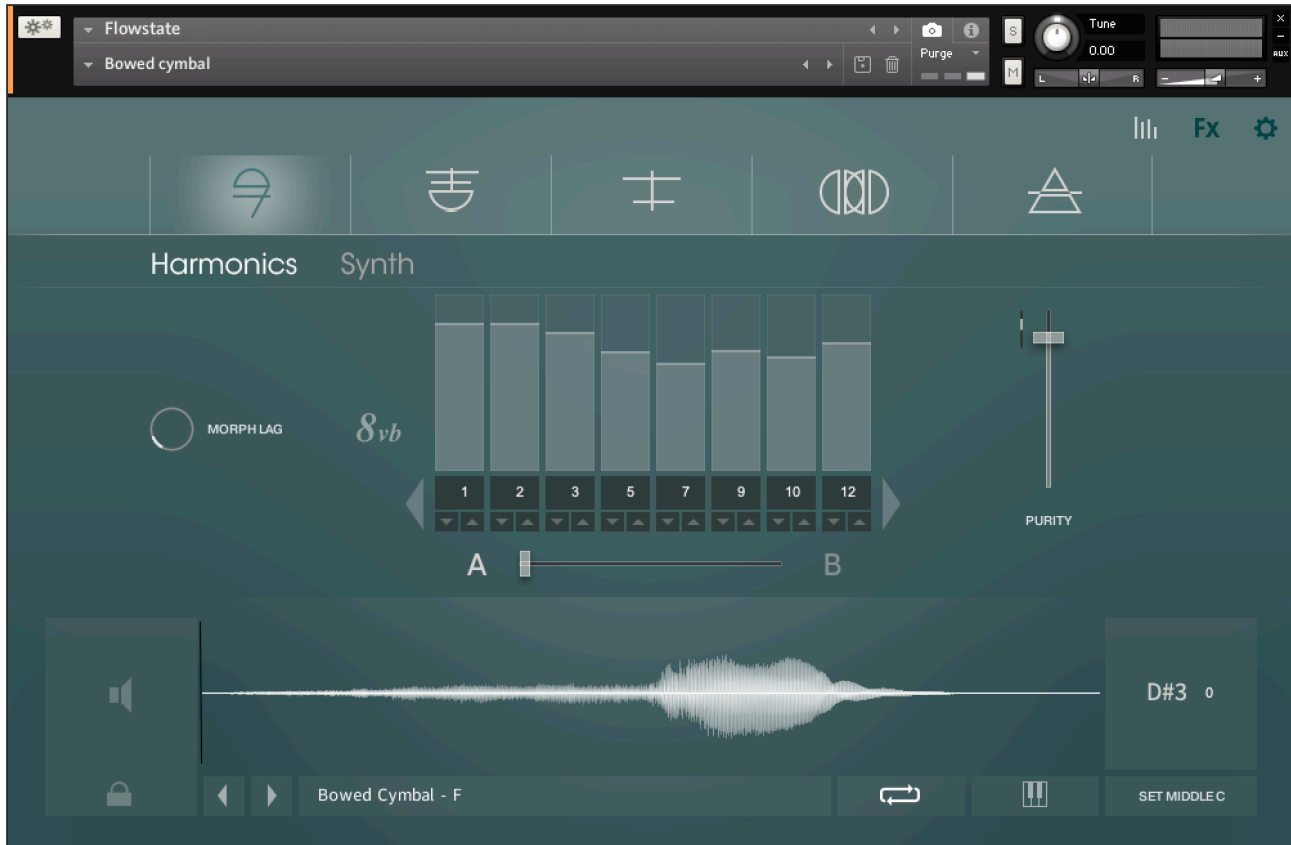 Flowstate
S
Tune
0.00
Bowed cymbal
Purge
M
L
R
-
+
x
-
AUX
Fx
Harmonics Synth
MORPH LAG
8vb
1 2 3 5 7 9 10 12
PURITY
A B
D#3 0
Bowed Cymbal - F
SET MIDDLE C